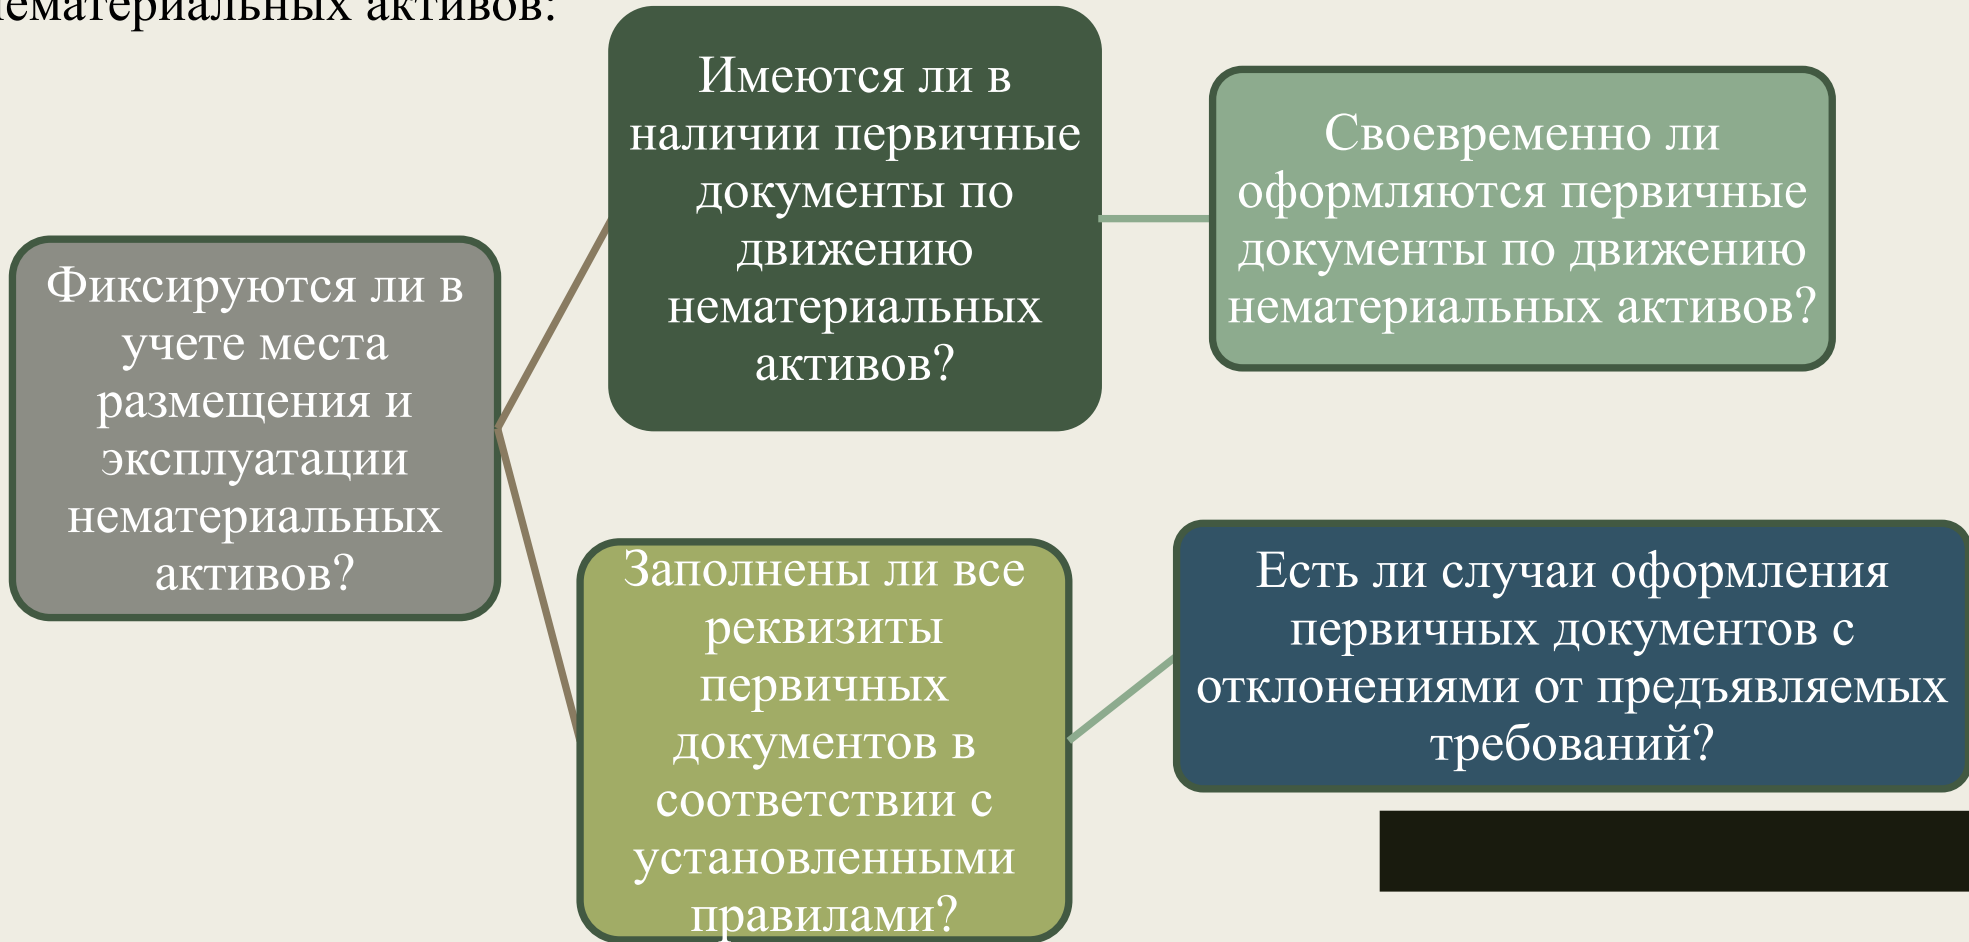 нематериальных активов:
Фиксируются ли в
учете места
размещения и
эксплуатации
нематериальных
активов?
Имеются ли в
наличии первичные
документы по
движению
нематериальных
активов?
Своевременно ли
оформляются первичные
документы по движению
нематериальных активов?
Заполнены ли все
реквизиты
первичных
документов в
соответствии с
установленными
правилами?
Есть ли случаи оформления
первичных документов с
отклонениями от предъявляемых
требований?